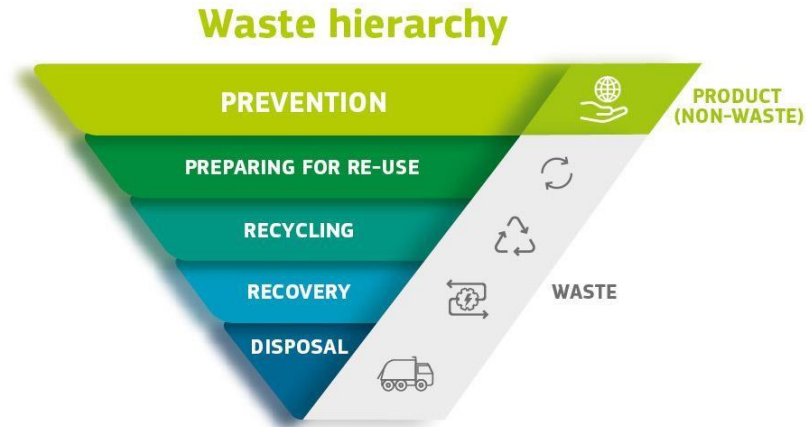 Waste hierarchy
PREVENTION
PRODUCT
(NON-WASTE)
PREPARING FOR RE-USE
RECYCLING
RECOVERY
WASTE
DISPOSAL